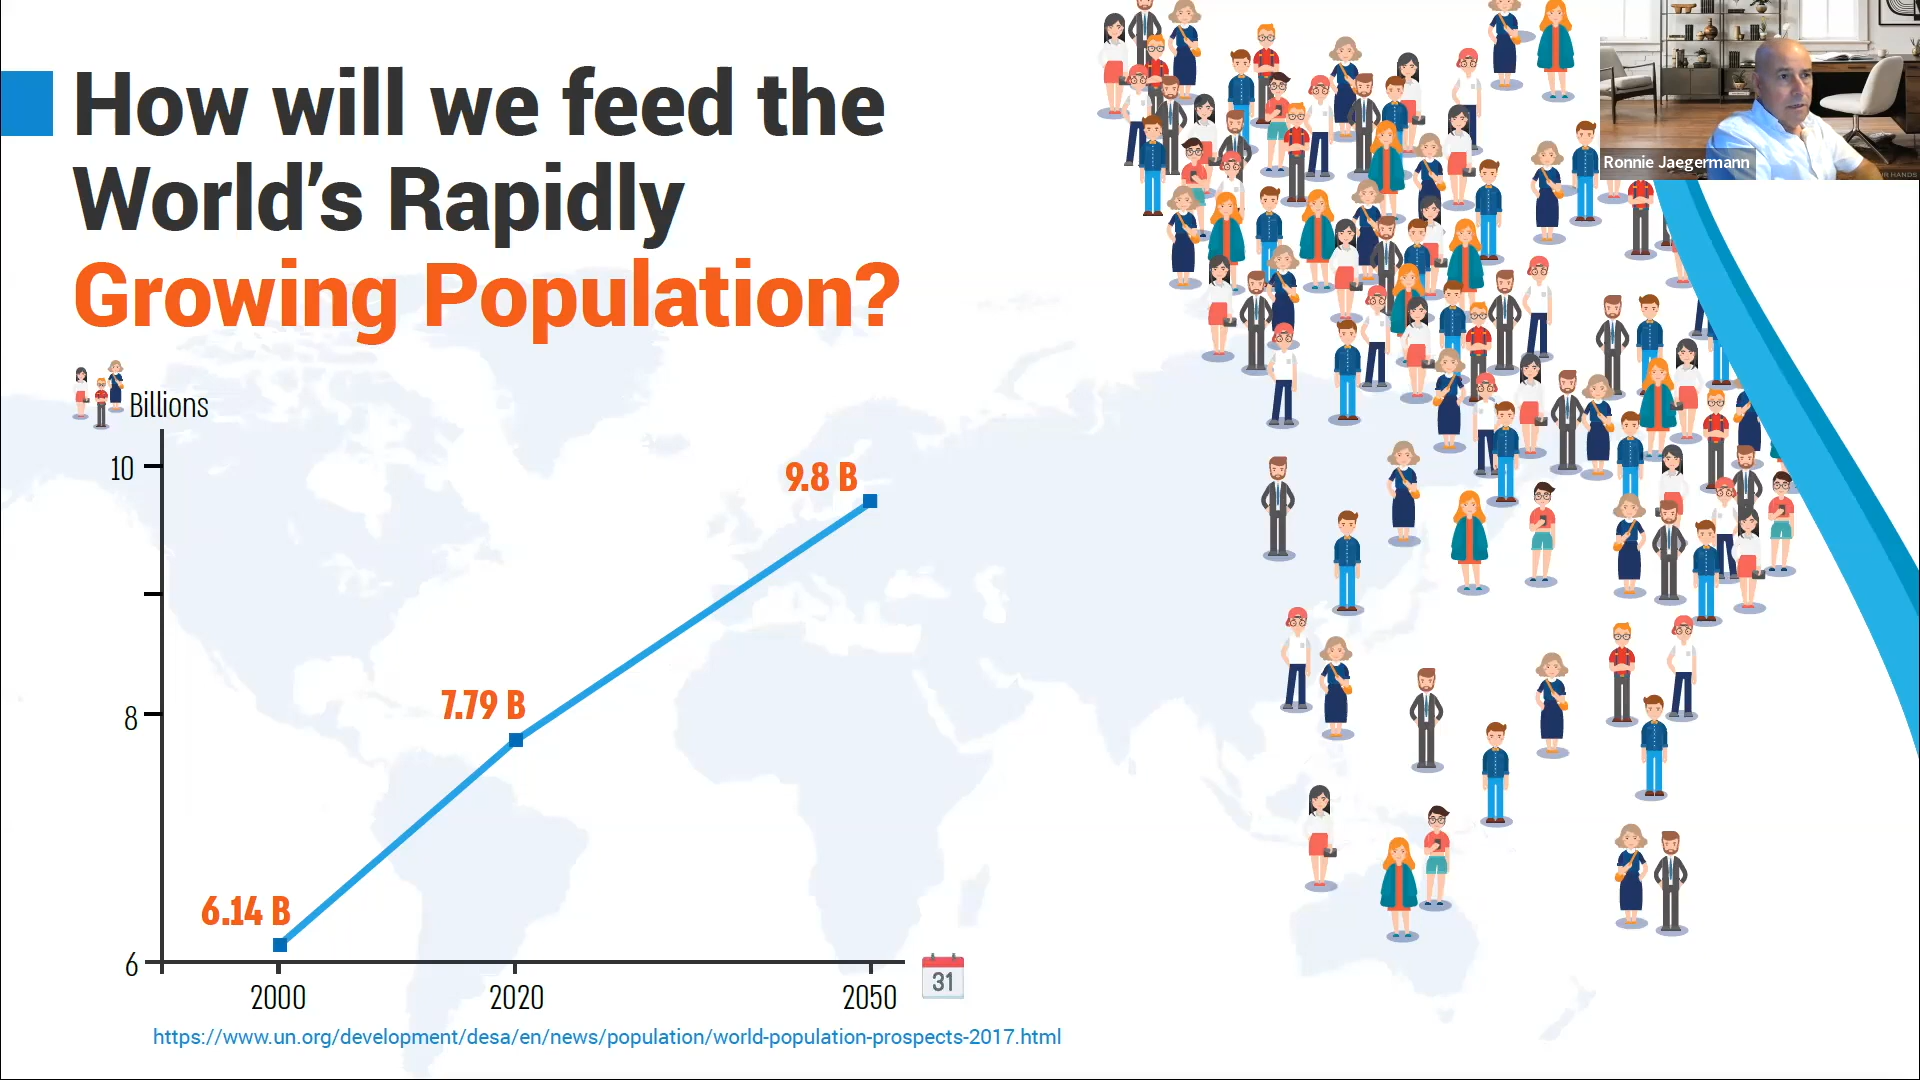 How will we feed the
World's Rapidly
Growing Population?
Ronnie Jaegermann
Billions
10
9.8 B
7.79 B
8
6.14 B
6
2000
2020
2050
31
https://www.un.org/development/desa/en/news/population/world-population-prospects-2017.html